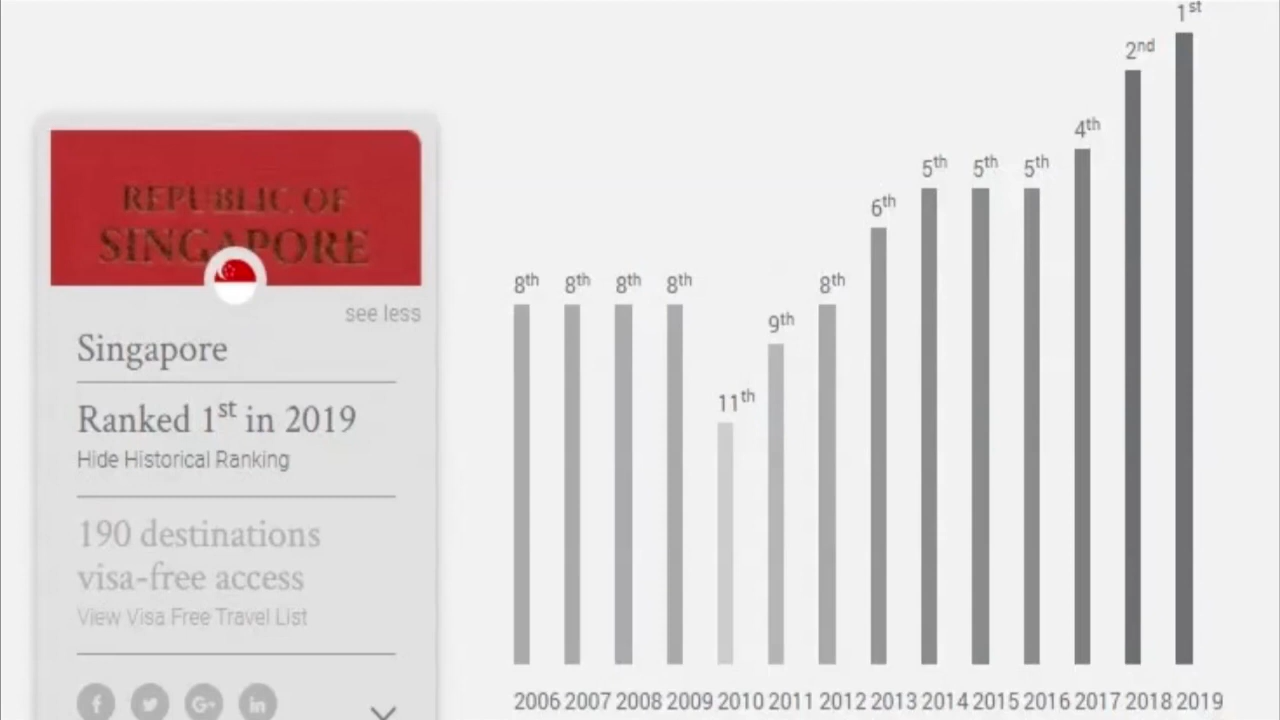 REPUBLIC OF
SINGAPORE
see less
Singapore
Ranked 1st in 2019
Hide Historical Ranking
190 destinations
visa-free access
View Visa Free Travel List
f G+ in
8th 8th 8th 8th 11th 9th 8th 6th 5th 5th 5th 4th 2nd 1st
2006 2007 2008 2009 2010 2011 2012 2013 2014 2015 2016 2017 2018 2019